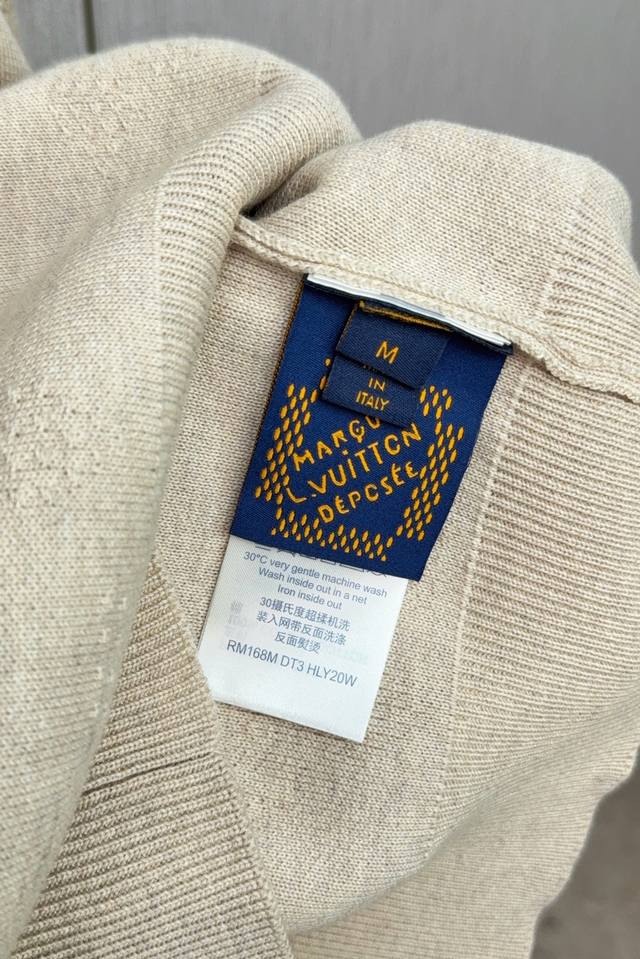 M
IN
ITALY
MARQU
L.VUITTON
DÉPOSÉE
30°C very gentle machine wash
Wash inside out in a net
Iron inside out
30摄氏度超揉机洗
装入网带反面洗涤
反面熨烫
RM168M DT3 HLY20W